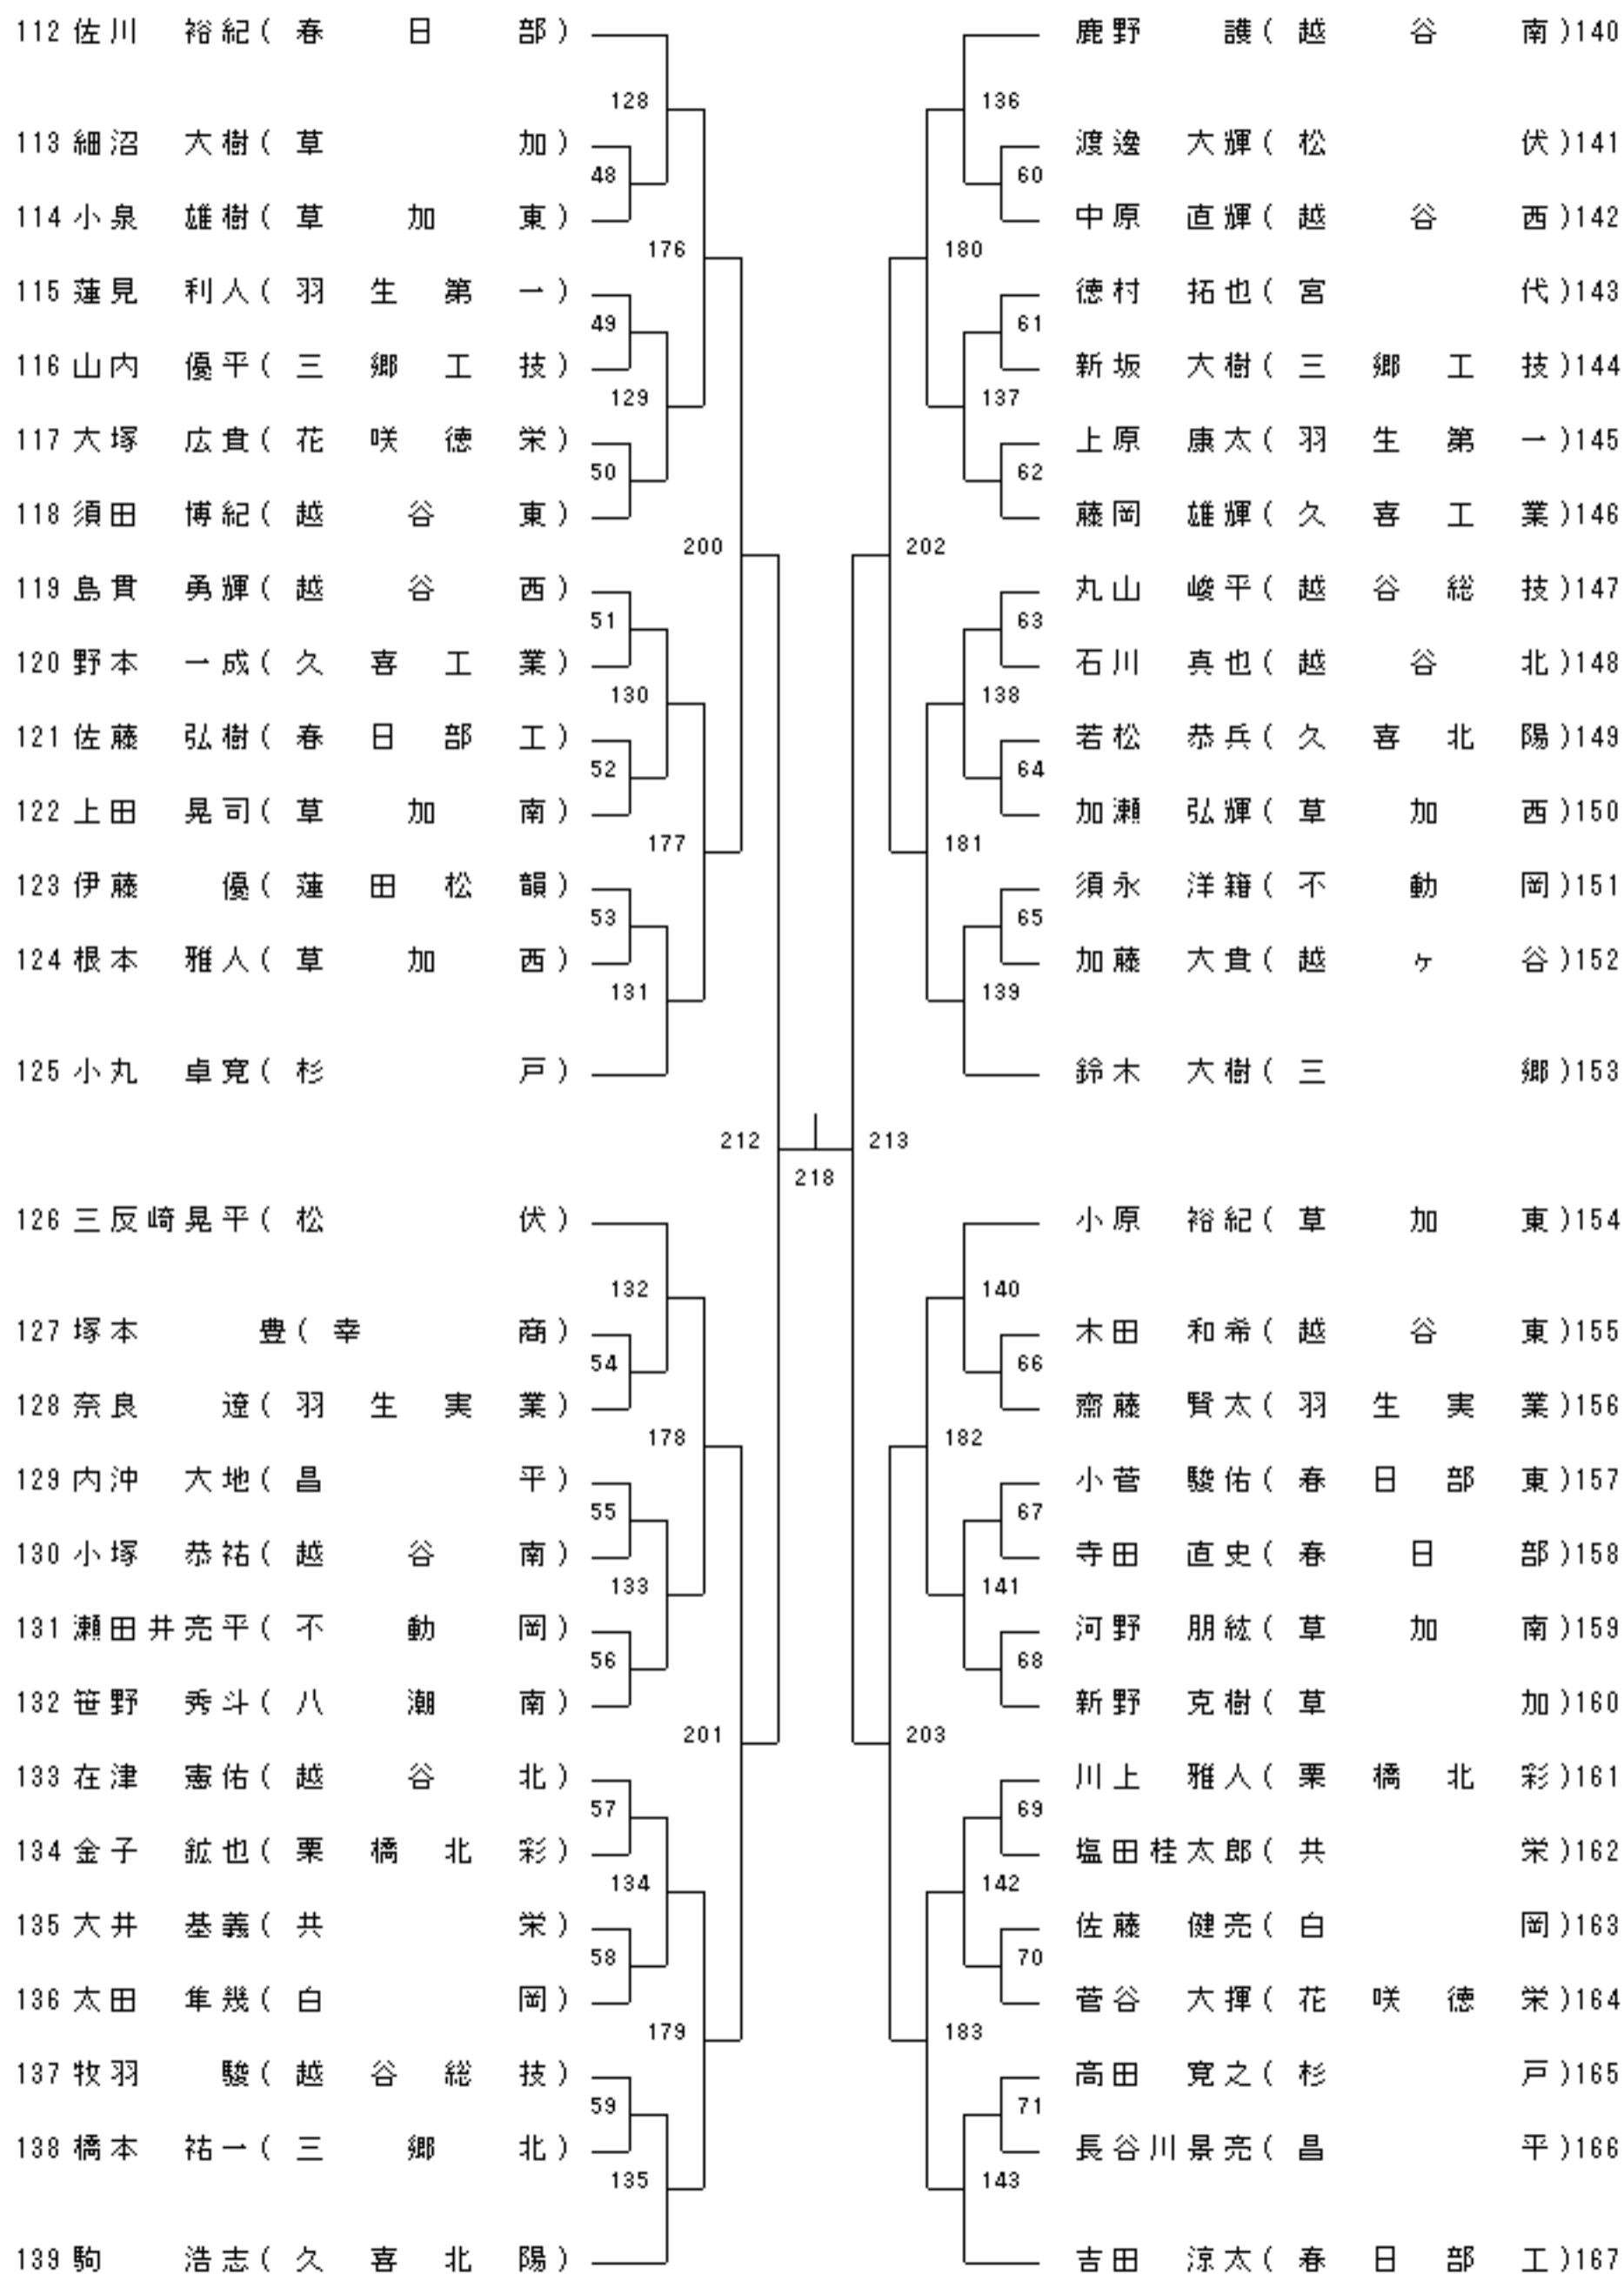 112 佐川 裕紀(春日部)
128
113 細沼 大樹(草加)
48
114 小泉 雄樹(草加東)
176
115 蓮見 利人(羽生第一)
49
116 山内 優平(三郷工技)
129
117 大塚 広貴(花咲徳栄)
50
118 須田 博紀(越谷東)
200
119 島貫 勇輝(越谷西)
51
120 野本 一成(久喜工業)
130
121 佐藤 弘樹(春日部工)
52
122 上田 晃司(草加南)
177
123 伊藤 優(蓮田松韻)
53
124 根本 雅人(草加西)
131
125 小丸 卓寛(杉戸)
212
218
126 三反崎晃平(松伏)
132
127 塚本 豊(幸商)
54
128 奈良 遼(羽生実業)
178
129 内沖 大地(昌平)
55
130 小塚 恭祐(越谷南)
133
131 瀬田井亮平(不動岡)
56
132 笹野 秀斗(八潮南)
201
133 在津 憲佑(越谷北)
57
134 金子 鉱也(栗橋北彩)
134
135 大井 基義(共栄)
58
136 太田 隼幾(白岡)
179
137 牧羽 駿(越谷総技)
59
138 橋本 祐一(三郷北)
135
139 駒 浩志(久喜北陽)
鹿野 護(越谷南)140
136
渡邊 大輝(松伏)141
60
中原 直輝(越谷西)142
180
徳村 拓也(宮代)143
61
新坂 大樹(三郷工技)144
137
上原 康太(羽生第一)145
62
藤岡 雄輝(久喜工業)146
202
丸山 峻平(越谷総技)147
63
石川 真也(越谷北)148
138
若松 恭兵(久喜北陽)149
64
加瀬 弘輝(草加西)150
181
須永 洋籍(不動岡)151
65
加藤 大貴(越ヶ谷)152
139
鈴木 大樹(三郷)153
213
小原 裕紀(草加東)154
140
木田 和希(越谷東)155
66
齋藤 賢太(羽生実業)156
182
小菅 駿佑(春日部東)157
67
寺田 直史(春日部)158
141
河野 朋紘(草加南)159
68
新野 克樹(草加)160
203
川上 雅人(栗橋北彩)161
69
塩田桂太郎(共栄)162
142
佐藤 健亮(白岡)163
70
菅谷 大揮(花咲徳栄)164
183
高田 寛之(杉戸)165
71
長谷川景亮(昌平)166
143
吉田 涼太(春日部工)167